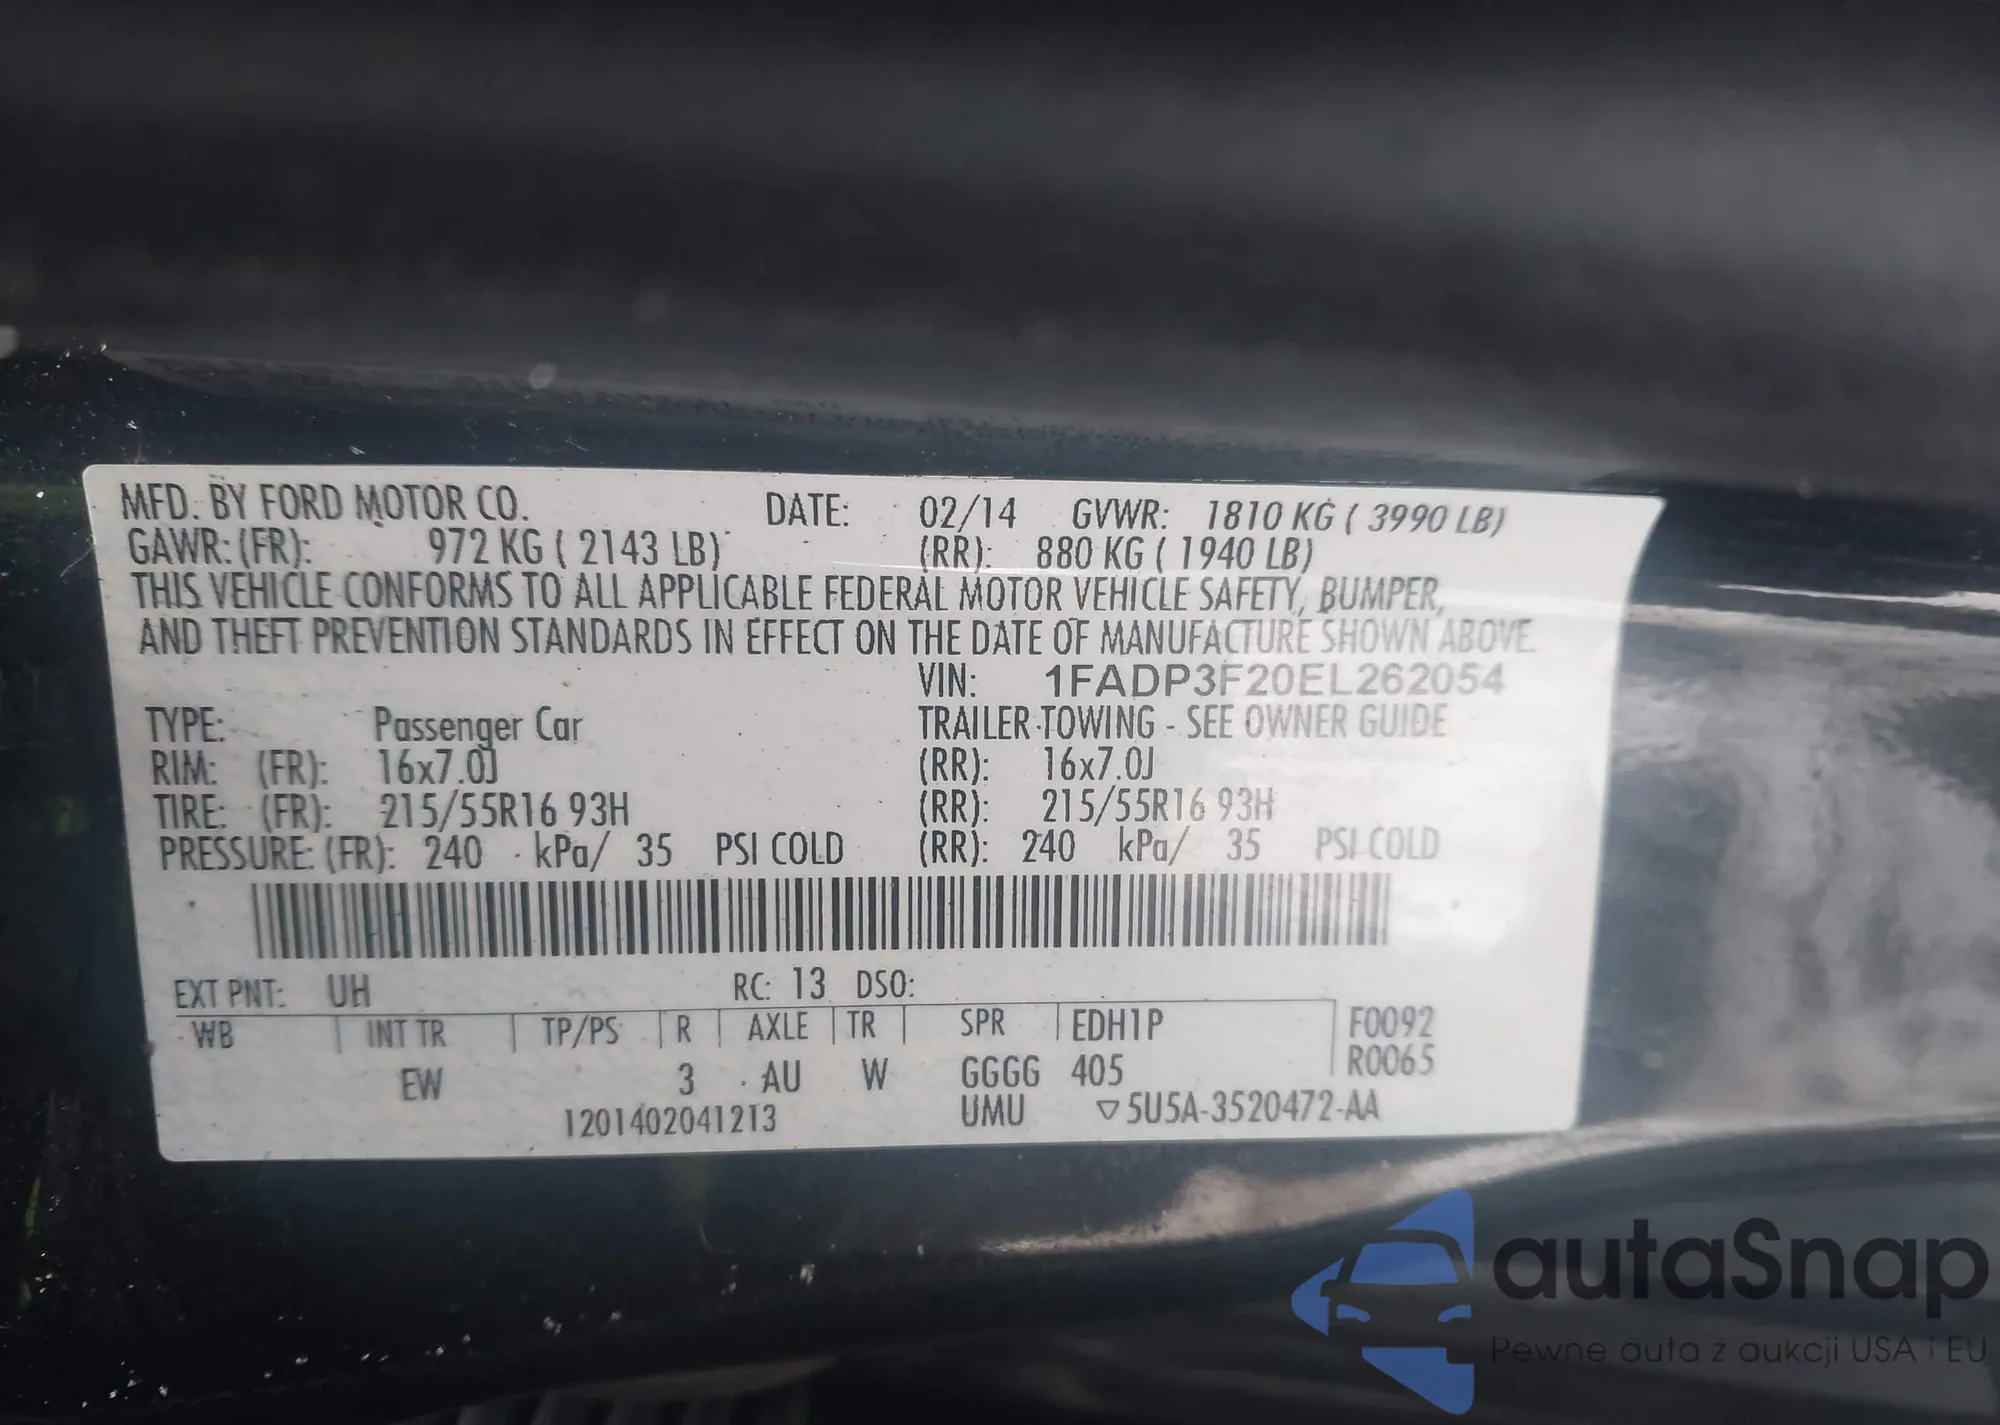 MFD. BY FORD MOTOR CO. DATE: 02/14 GVWR: 1810 KG ( 3990 LB)
GAWR: (FR): 972 KG ( 2143 LB) (RR): 880 KG ( 1940 LB)
THIS VEHICLE CONFORMS TO ALL APPLICABLE FEDERAL MOTOR VEHICLE SAFETY, BUMPER,
AND THEFT PREVENTION STANDARDS IN EFFECT ON THE DATE OF MANUFACTURE SHOWN ABOVE.
VIN: 1FADP3F20EL262054
TYPE: Passenger Car TRAILER TOWING - SEE OWNER GUIDE
RIM: (FR): 16x7.0J (RR): 16x7.0J
TIRE: (FR): 215/55R16 93H (RR): 215/55R16 93H
PRESSURE: (FR): 240 kPa/ 35 PSI COLD (RR): 240 kPa/ 35 PSI COLD
EXT PNT: UH RC: 13 DSO:
WB INT TR TP/PS R AXLE TR SPR EDH1P F0092
EW 3 AU W GGGG 405 R0065
1201402041213 UMU ▽5U5A-3520472-AA
autaSnap
Pewne auta z aukcji USA i EU